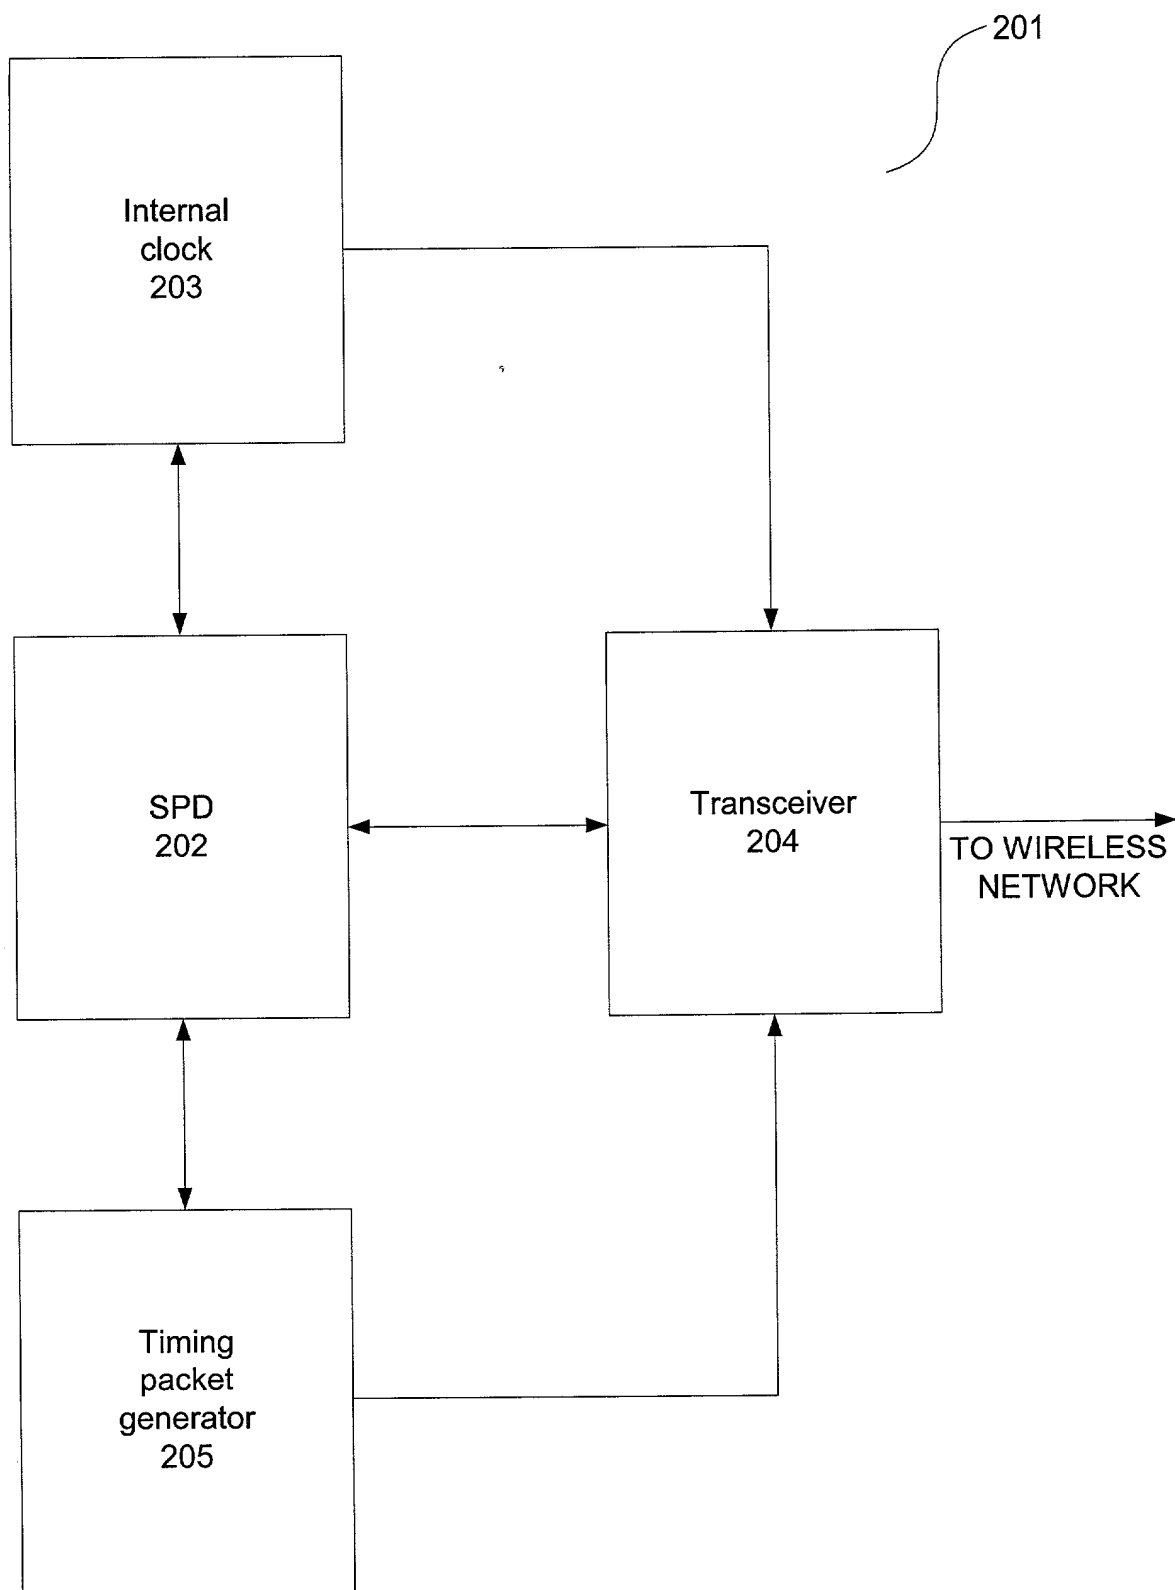 201
Internal
clock
203
SPD
202
Transceiver
204
TO WIRELESS
NETWORK
Timing
packet
generator
205